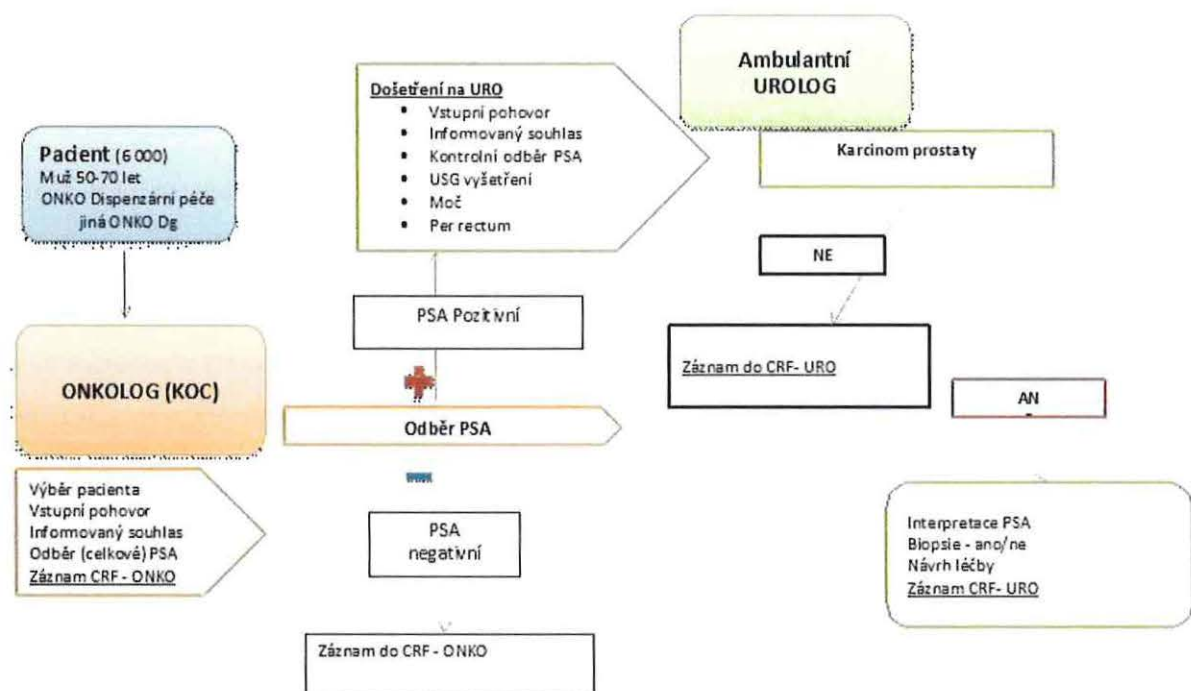 Pacient (6 000)
Muž 50-70 let
ONKO Dispenzární péče
jiná ONKO Dg
ONKOLOG (KOC)
Výběr pacienta
Vstupní pohovor
Informovaný souhlas
Odběr (celkové) PSA
Záznam CRF - ONKO
Došetření na URO
• Vstupní pohovor
• Informovaný souhlas
• Kontrolní odběr PSA
• USG vyšetření
• Moč
• Per rectum
PSA Pozitivní
Odběr PSA
PSA
negativní
Záznam do CRF - ONKO
Ambulantní
UROLOG
Karcinom prostaty
NE
Záznam do CRF- URO
AN
Interpretace PSA
Biopsie - ano/ne
Návrh léčby
Záznam CRF- URO